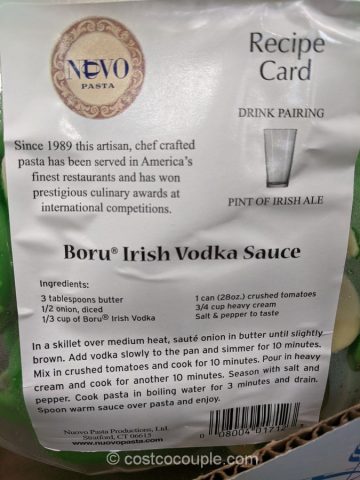 NUOVO
PASTA
Recipe
Card
DRINK PAIRING
Since 1989 this artisan, chef crafted
pasta has been served in America's
finest restaurants and has won
prestigious culinary awards at
international competitions.
PINT OF IRISH ALE
Boru® Irish Vodka Sauce
Ingredients:
3 tablespoons butter
1/2 onion, diced
1/3 cup of Boru® Irish Vodka
1 can (28oz.) crushed tomatoes
3/4 cup heavy cream
Salt & pepper to taste
In a skillet over medium heat, sauté onion in butter until slightly
brown. Add vodka slowly to the pan and simmer for 10 minutes.
Mix in crushed tomatoes and cook for 10 minutes. Pour in heavy
cream and cook for another 10 minutes. Season with salt and
pepper. Cook pasta in boiling water for 3 minutes and drain.
Spoon warm sauce over pasta and enjoy.
Nuovo Pasta Productions, Ltd.
Stratford, CT 06615
www.nuovopasta.com
0 08004 01712
© costcocouple.com